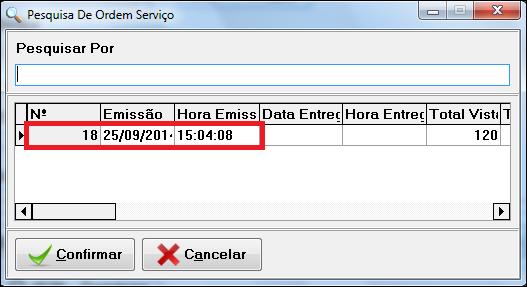 Pesquisa De Ordem Serviço
Pesquisar Por
Nº Emissão Hora Emiss Data Entreg Hora Entreg Total Vist T
18 25/09/201 15:04:08 120
Confirmar Cancelar